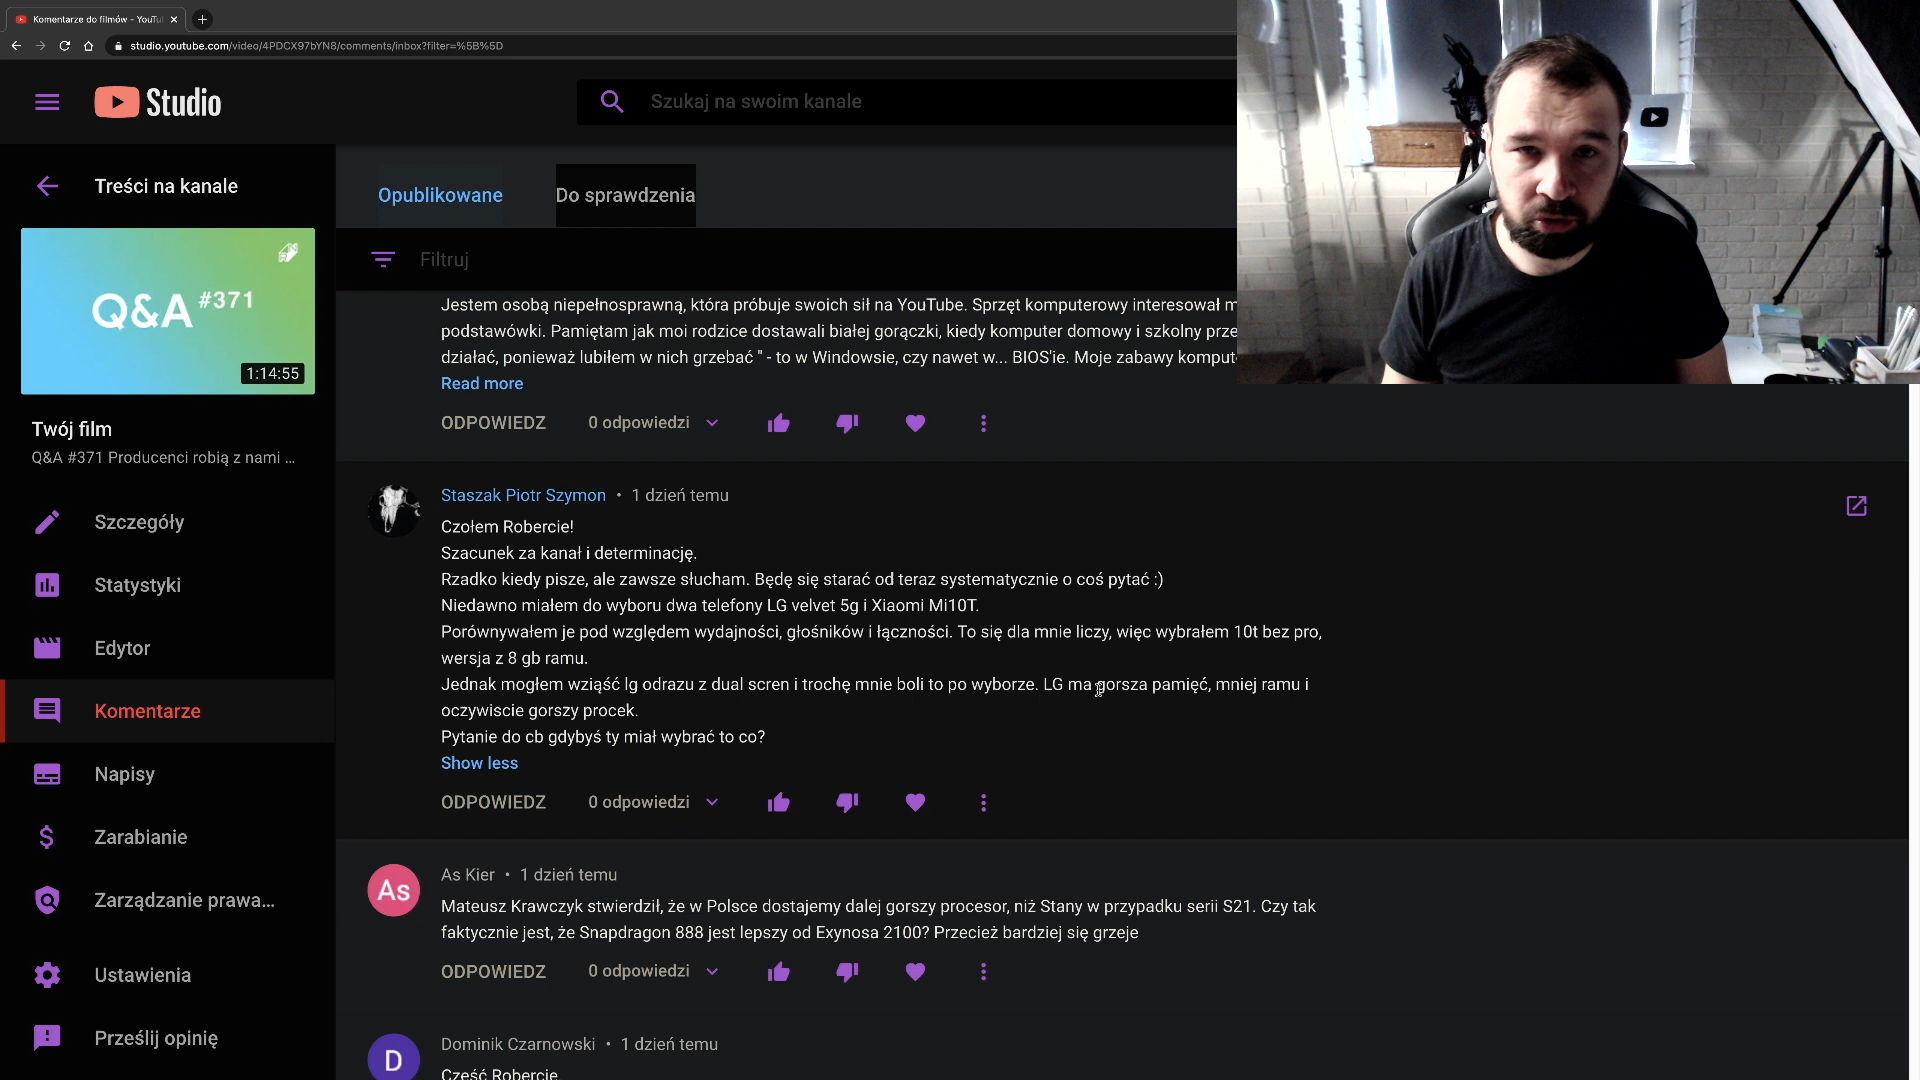 Komentarze do filmów - YouTu
studio.youtube.com/video/4PDCX97bYN8/comments/inbox?filter=%5B%5D
Studio
Szukaj na swoim kanale
Treści na kanale
Opublikowane
Do sprawdzenia
Filtruj
Q&A #371
1:14:55
Twój film
Q&A #371 Producenci robią z nami ...
Szczegóły
Statystyki
Edytor
Komentarze
Napisy
Zarabianie
Zarządzanie prawa...
Ustawienia
Prześlij opinię
Jestem osobą niepełnosprawną, która próbuje swoich sił na YouTube. Sprzęt komputerowy interesował m
podstawówki. Pamiętam jak moi rodzice dostawali białej gorączki, kiedy komputer domowy i szkolny prze
działać, ponieważ lubiłem w nich grzebać " - to w Windowsie, czy nawet w... BIOS'ie. Moje zabawy komput
Read more
ODPOWIEDZ 0 odpowiedzi
Staszak Piotr Szymon • 1 dzień temu
Czołem Robercie!
Szacunek za kanał i determinację.
Rzadko kiedy pisze, ale zawsze słucham. Będę się starać od teraz systematycznie o coś pytać :)
Niedawno miałem do wyboru dwa telefony LG velvet 5g i Xiaomi Mi10T.
Porównywałem je pod względem wydajności, głośników i łączności. To się dla mnie liczy, więc wybrałem 10t bez pro,
wersja z 8 gb ramu.
Jednak mogłem wziąść lg odrazu z dual scren i trochę mnie boli to po wyborze. LG ma gorsza pamięć, mniej ramu i
oczywiscie gorszy procek.
Pytanie do cb gdybyś ty miał wybrać to co?
Show less
ODPOWIEDZ 0 odpowiedzi
As
As Kier • 1 dzień temu
Mateusz Krawczyk stwierdził, że w Polsce dostajemy dalej gorszy procesor, niż Stany w przypadku serii S21. Czy tak
faktycznie jest, że Snapdragon 888 jest lepszy od Exynosa 2100? Przecież bardziej się grzeje
ODPOWIEDZ 0 odpowiedzi
D
Dominik Czarnowski • 1 dzień temu
Cześć Robercie,